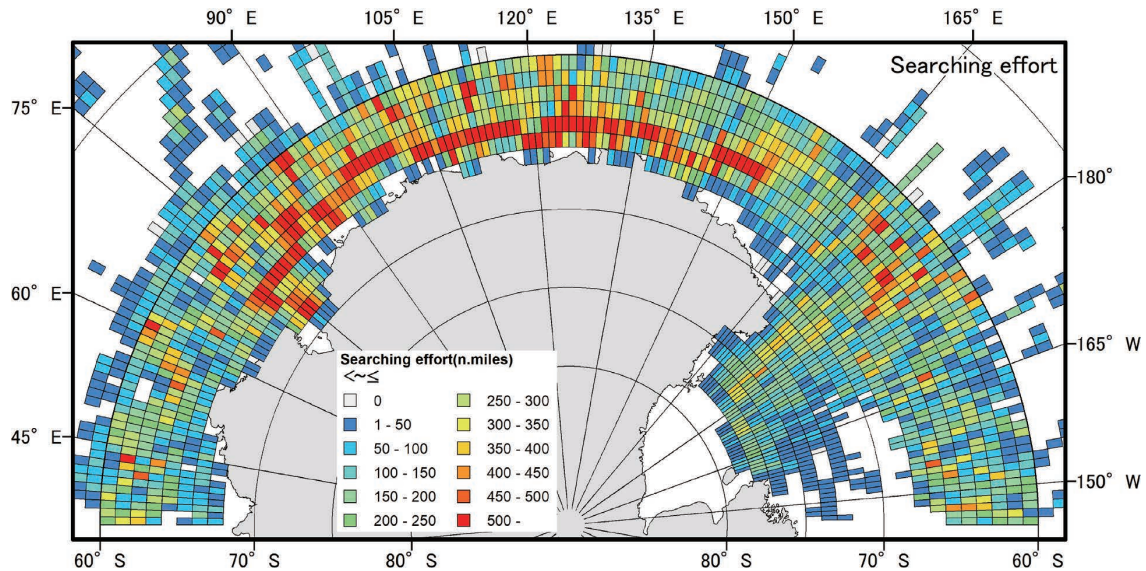 90° E 105° E 120° E 135° E 150° E 165° E
Searching effort
75° E
180°
60° E
165° W
45° E
150° W
Searching effort(n.miles)
<~≤
0
1 - 50
50 - 100
100 - 150
150 - 200
200 - 250
250 - 300
300 - 350
350 - 400
400 - 450
450 - 500
500 -
60° S 70° S 80° S 80° S 70° S 60° S